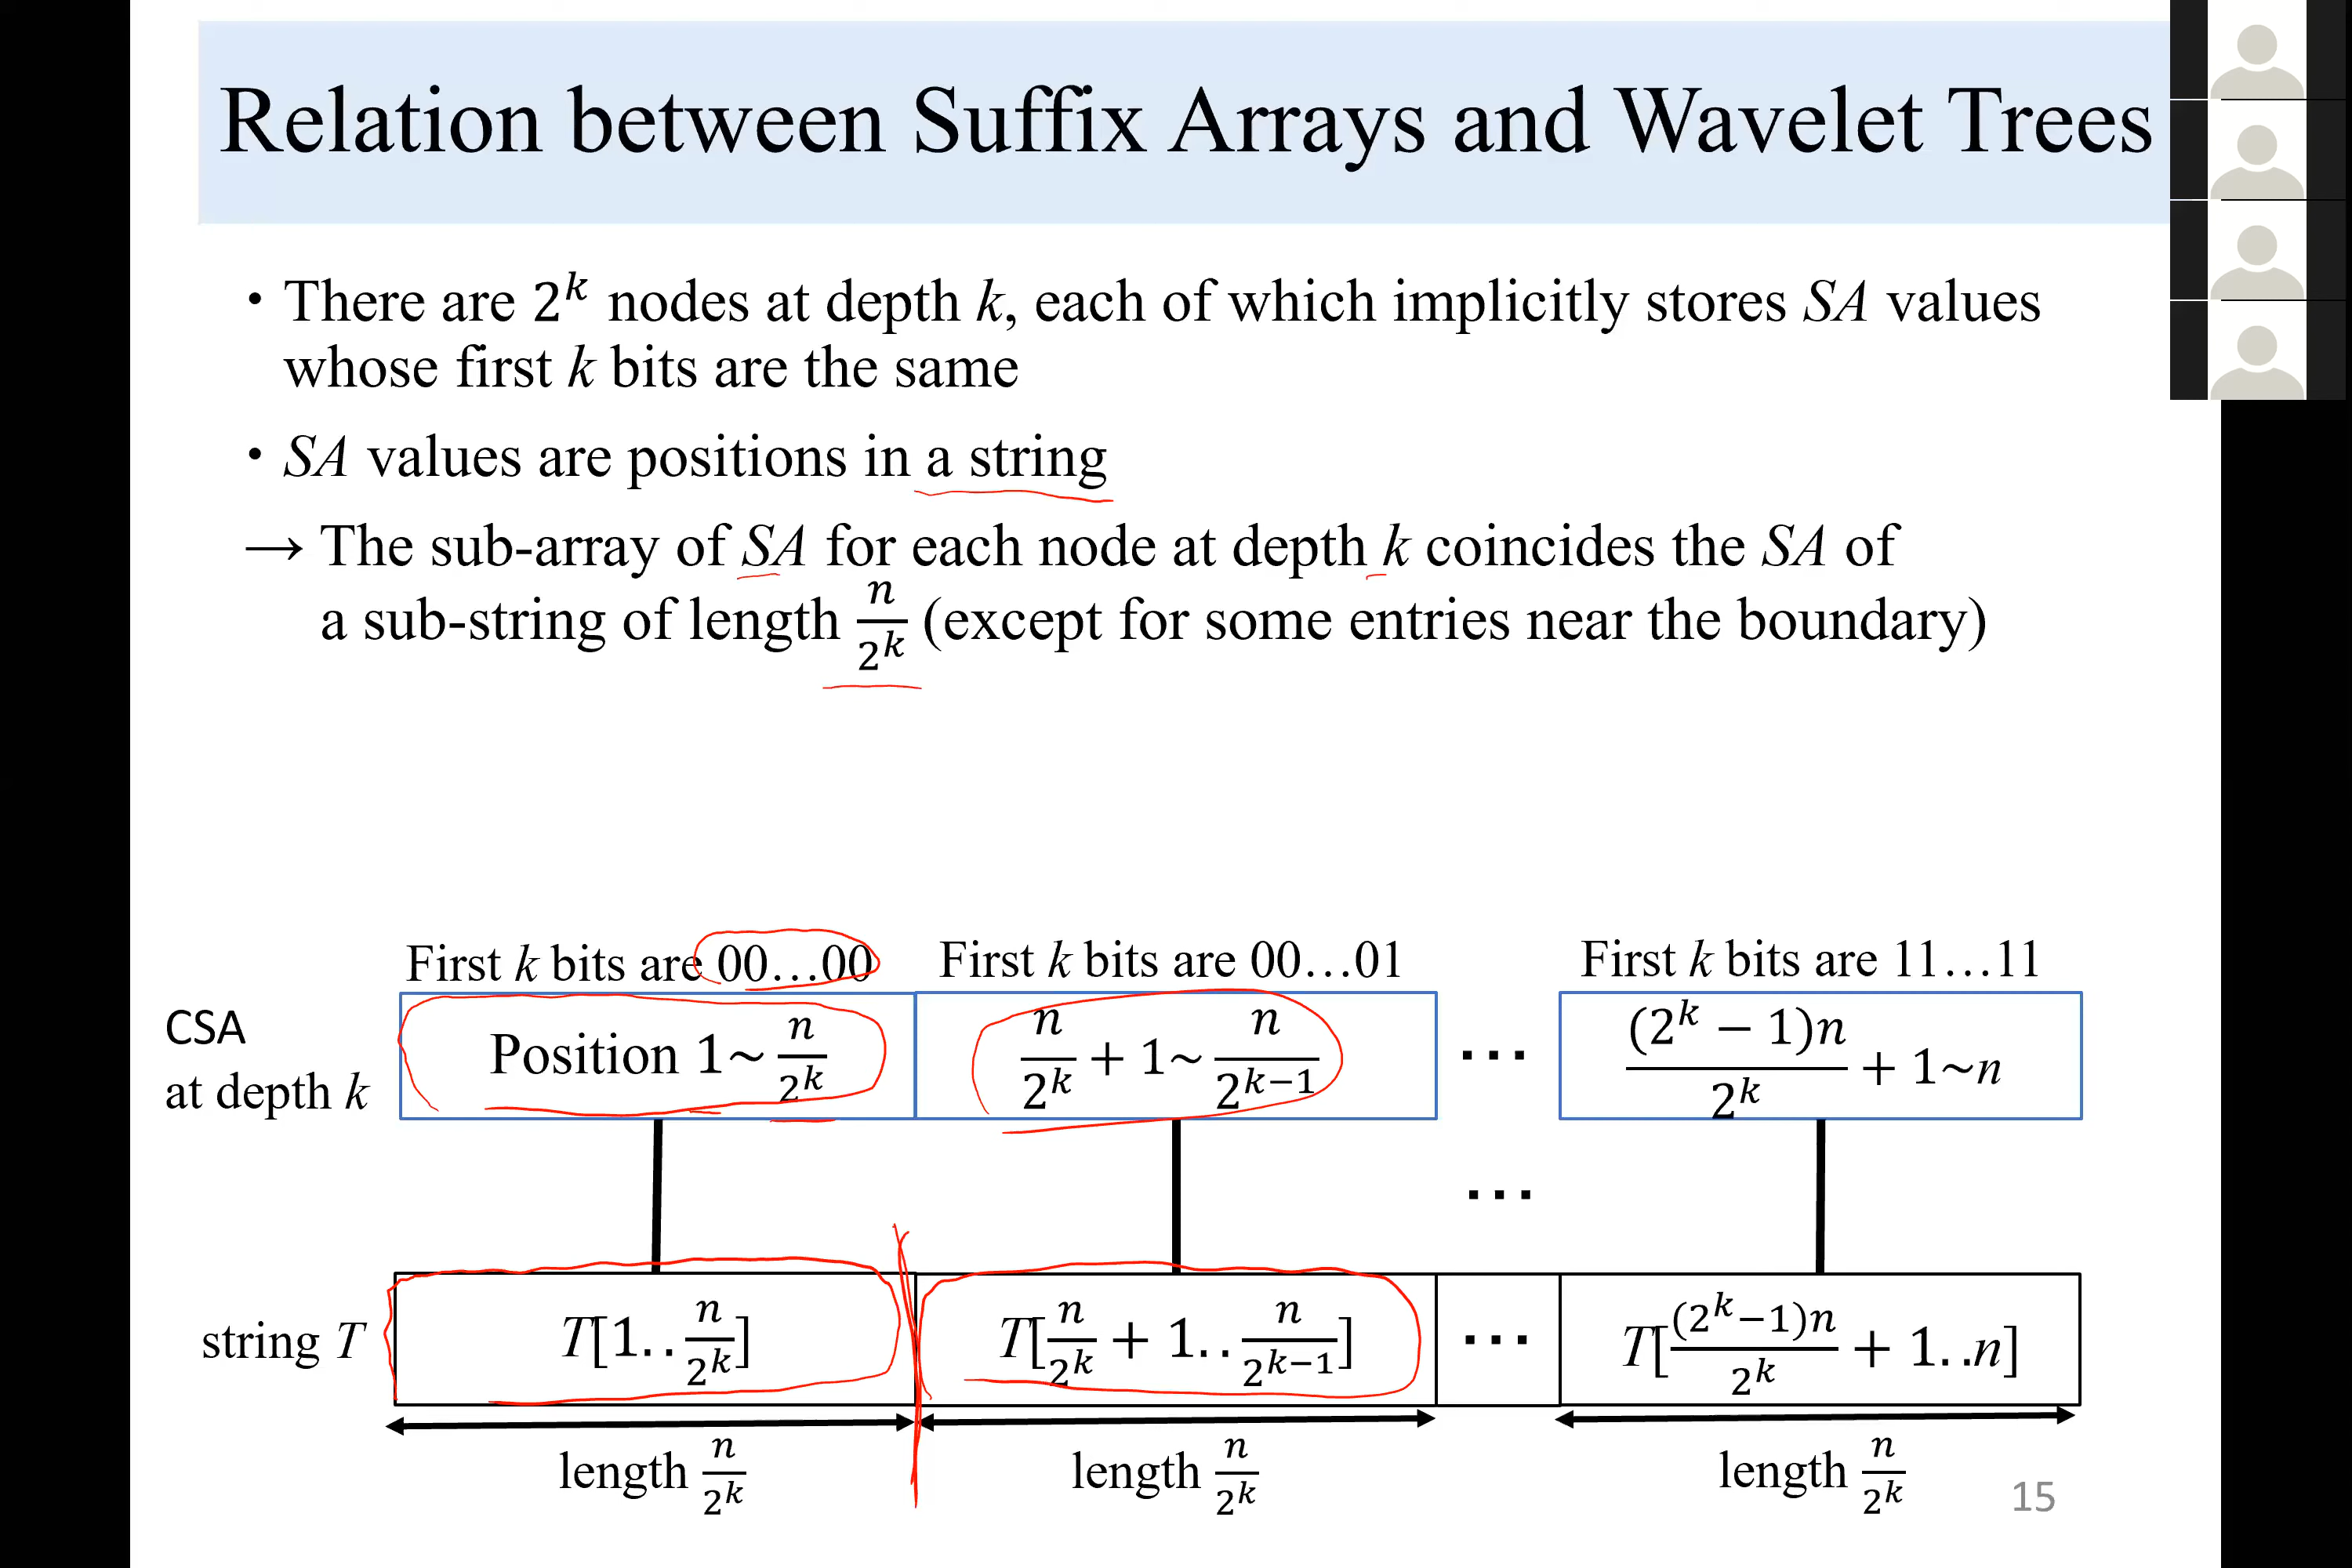 Relation between Suffix Arrays and Wavelet Trees
• There are 2^k nodes at depth k, each of which implicitly stores SA values
whose first k bits are the same
• SA values are positions in a string
→ The sub-array of SA for each node at depth k coincides the SA of
a sub-string of length n/2^k (except for some entries near the boundary)
First k bits are 00…00 First k bits are 00…01 First k bits are 11…11
CSA
at depth k
Position 1~n/2^k n/2^k + 1~n/2^{k−1} ⋯ (2^k − 1)n/2^k + 1~n
⋯
string T T[1..n/2^k] T[n/2^k + 1..n/2^{k−1}] ⋯ T[(2^k−1)n/2^k + 1..n]
length n/2^k length n/2^k length n/2^k
15